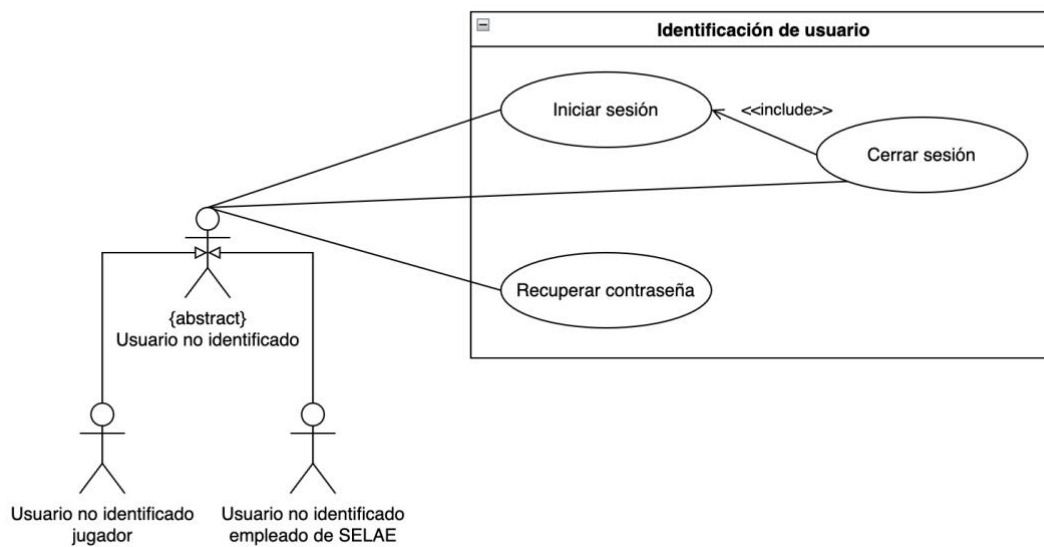 Identificación de usuario
Iniciar sesión
<<include>>
Cerrar sesión
Recuperar contraseña
{abstract}
Usuario no identificado
Usuario no identificado
jugador
Usuario no identificado
empleado de SELAE